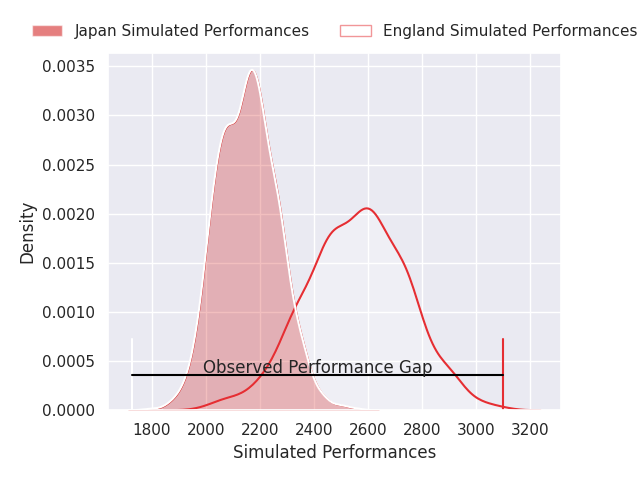 Japan Simulated Performances
England Simulated Performances
0.0035
0.0030
0.0025
0.0020
0.0015
0.0010
0.0005
0.0000
Density
Observed Performance Gap
1800 2000 2200 2400 2600 2800 3000 3200
Simulated Performances